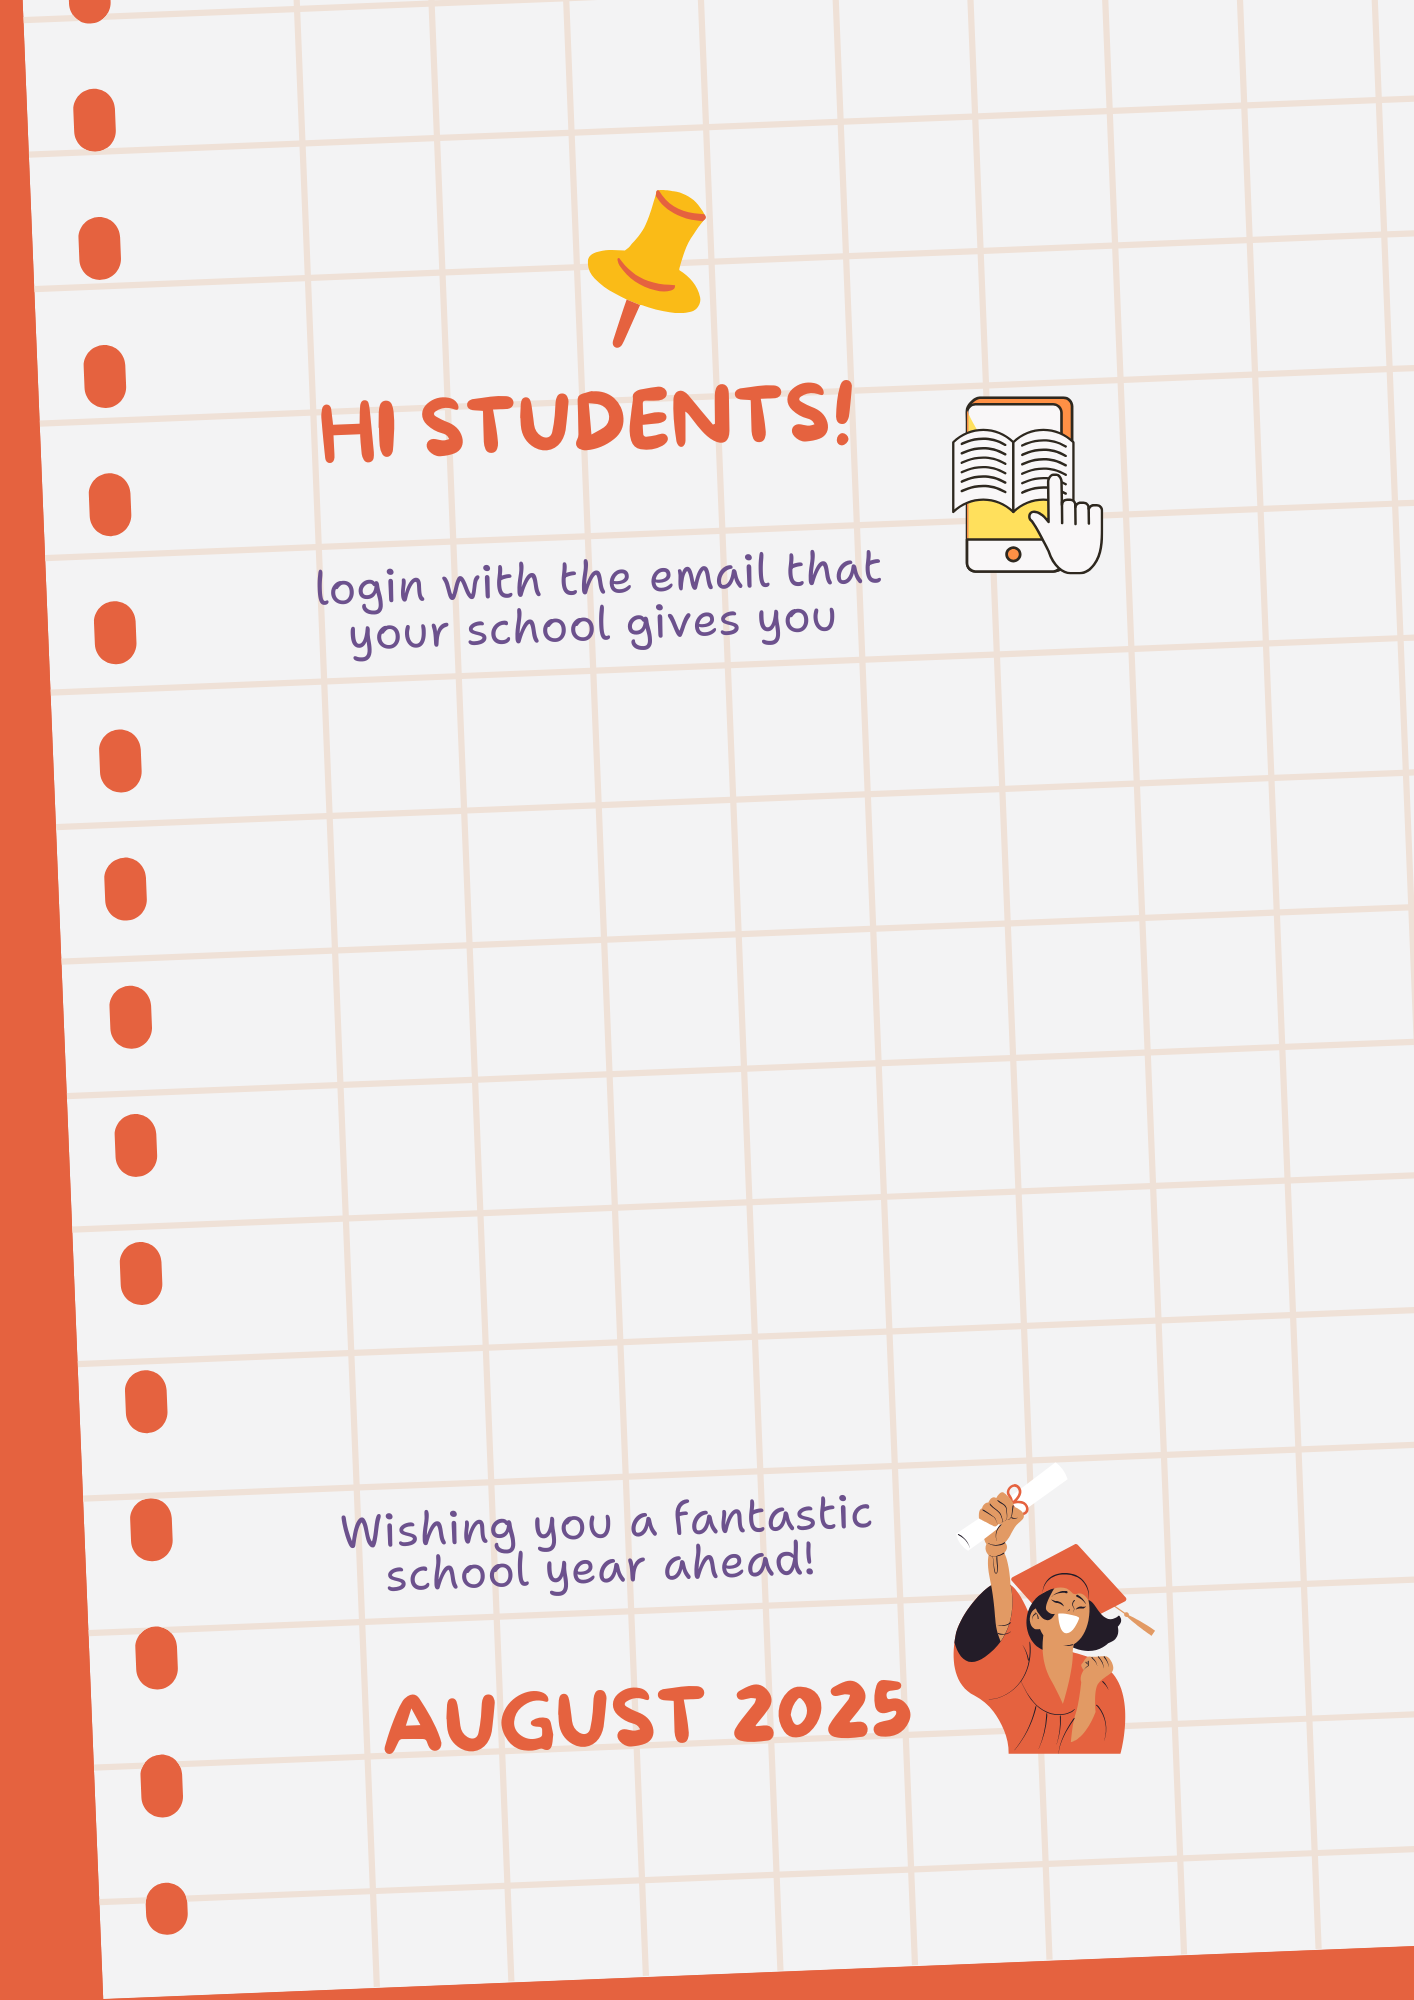 HI STUDENTS!
login with the email that
your school gives you
Wishing you a fantastic
school year ahead!
AUGUST 2025